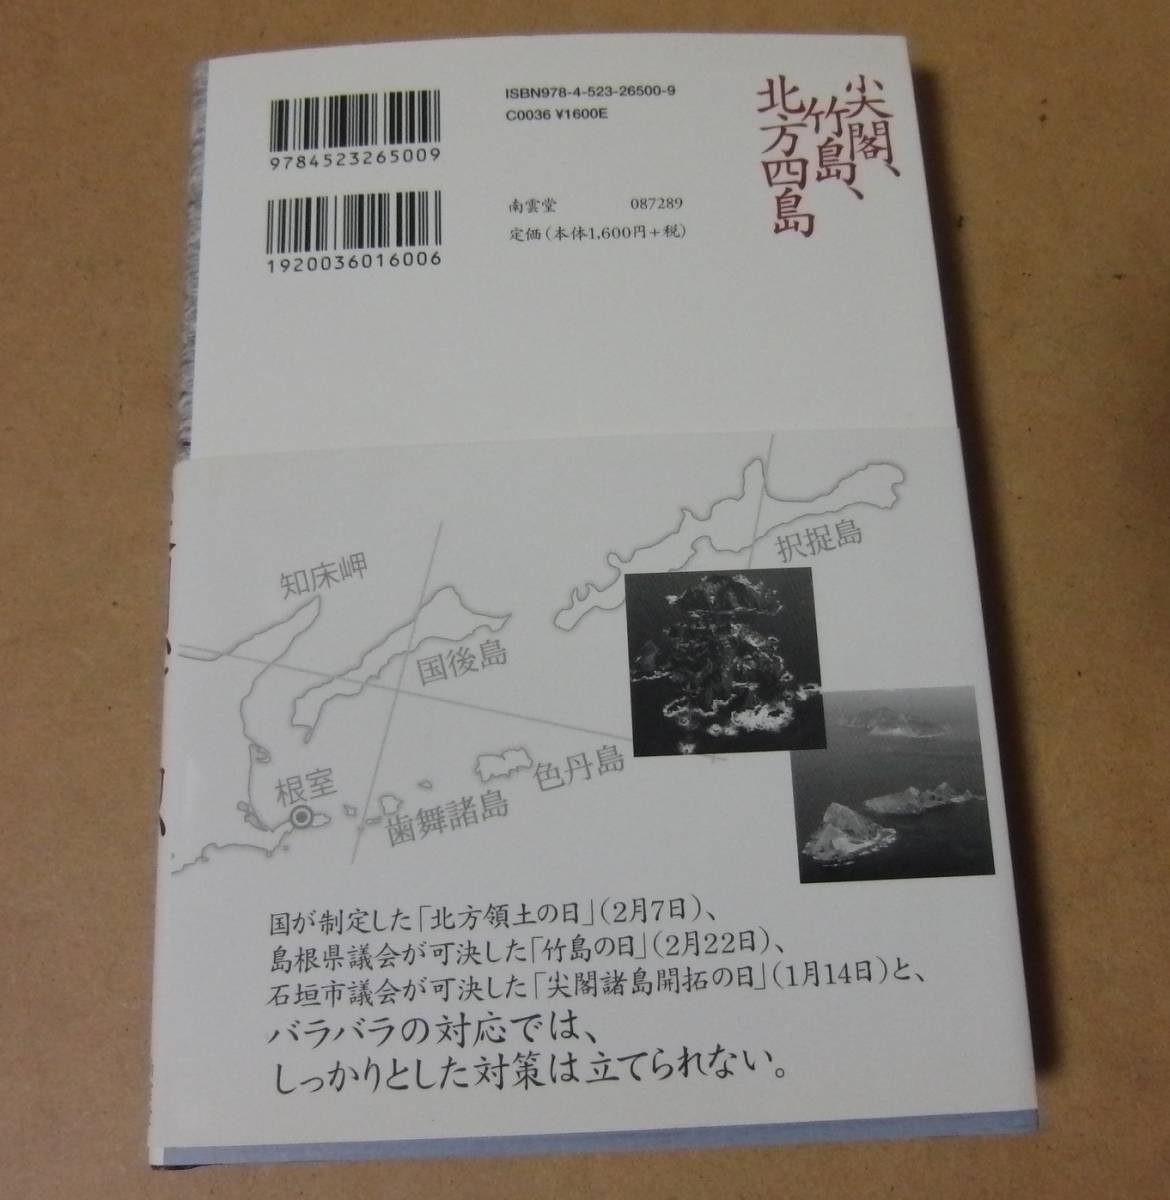 尖閣、
竹島、
北方四島
ISBN978-4-523-26500-9
C0036 ¥1600E
9784523265009
1920036016006
南雲堂 087289
定価(本体1,600円+税)
択捉島
知床岬
国後島
色丹島
根室
歯舞諸島
国が制定した「北方領土の日」(2月7日)、
島根県議会が可決した「竹島の日」(2月22日)、
石垣市議会が可決した「尖閣諸島開拓の日」(1月14日)と、
バラバラの対応では、
しっかりとした対策は立てられない。